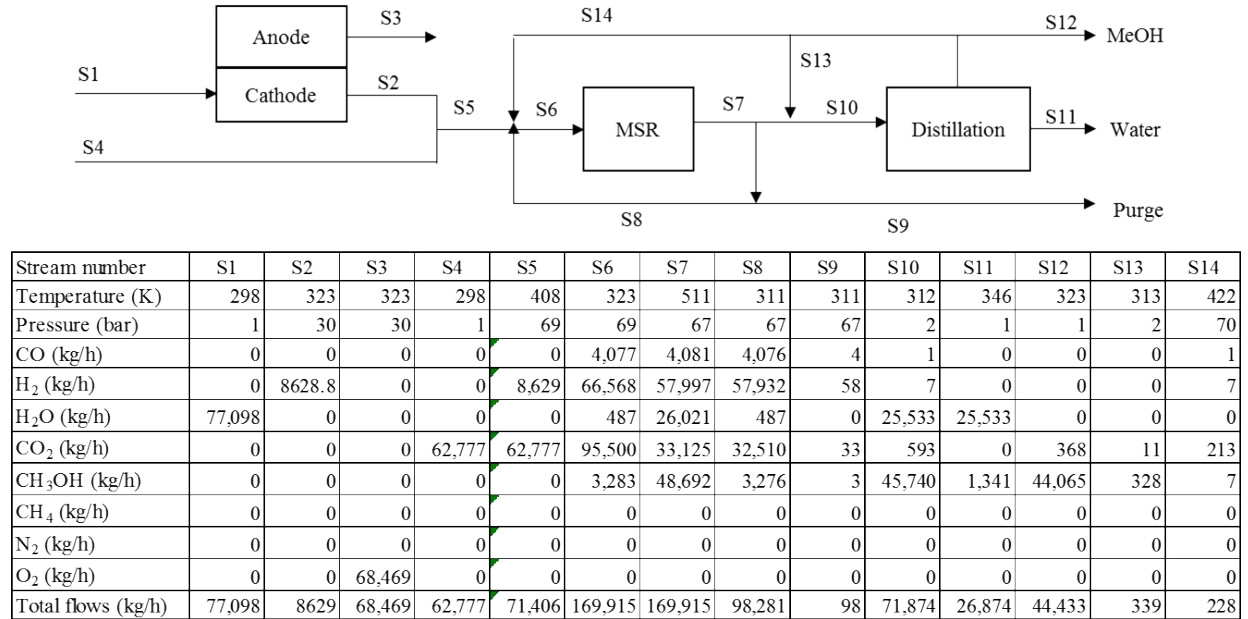 S14
S12
MeOH
S3
Anode
Cathode
S13
S1
S2
S5
S6
MSR
S7
S10
Distillation
S11
Water
S4
S8
S9
Purge
Stream number S1 S2 S3 S4 S5 S6 S7 S8 S9 S10 S11 S12 S13 S14
Temperature (K) 298 323 323 298 408 323 511 311 311 312 346 323 313 422
Pressure (bar) 1 30 30 1 69 69 67 67 67 2 1 1 2 70
CO (kg/h) 0 0 0 0 0 4,077 4,081 4,076 4 1 0 0 0 1
H2 (kg/h) 0 8628.8 0 0 8,629 66,568 57,997 57,932 58 7 0 0 0 7
H2O (kg/h) 77,098 0 0 0 0 487 26,021 487 0 25,533 25,533 0 0 0
CO2 (kg/h) 0 0 0 62,777 62,777 95,500 33,125 32,510 33 593 0 368 11 213
CH3OH (kg/h) 0 0 0 0 0 3,283 48,692 3,276 3 45,740 1,341 44,065 328 7
CH4 (kg/h) 0 0 0 0 0 0 0 0 0 0 0 0 0 0
N2 (kg/h) 0 0 0 0 0 0 0 0 0 0 0 0 0 0
O2 (kg/h) 0 0 68,469 0 0 0 0 0 0 0 0 0 0 0
Total flows (kg/h) 77,098 8629 68,469 62,777 71,406 169,915 169,915 98,281 98 71,874 26,874 44,433 339 228